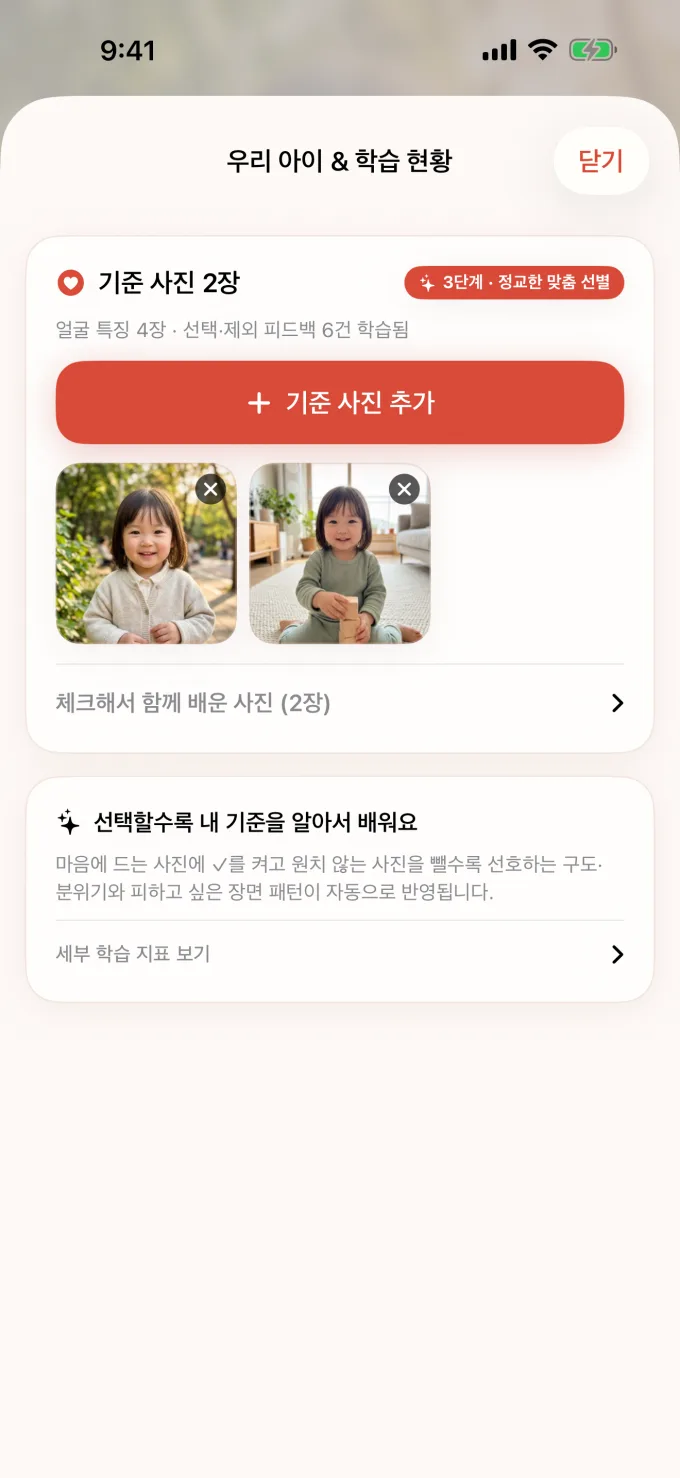 9:41
우리 아이 & 학습 현황
닫기
기준 사진 2장
3단계 · 정교한 맞춤 선별
얼굴 특징 4장 · 선택·제외 피드백 6건 학습됨
+ 기준 사진 추가
체크해서 함께 배운 사진 (2장)
선택할수록 내 기준을 알아서 배워요
마음에 드는 사진에 ✓를 켜고 원치 않는 사진을 뺄수록 선호하는 구도·
분위기와 피하고 싶은 장면 패턴이 자동으로 반영됩니다.
세부 학습 지표 보기